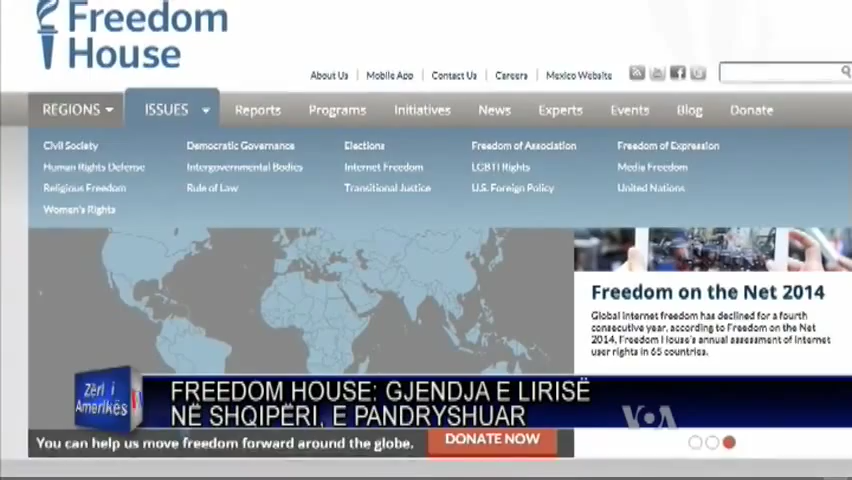 Freedom
House
About Us Mobile App Contact Us Careers Mexico Website
REGIONS ISSUES Reports Programs Initiatives News Experts Events Blog Donate
Civil Society Democratic Governance Elections Freedom of Association Freedom of Expression
Human Rights Defense Intergovernmental Bodies Internet Freedom LGBTI Rights Media Freedom
Religious Freedom Rule of Law Transitional Justice U.S. Foreign Policy United Nations
Women's Rights
Freedom on the Net 2014
Global internet freedom has declined for a fourth
consecutive year, according to Freedom on the Net
2014, Freedom House's annual assessment of internet
user rights in 65 countries.
Zëri i
Amerikës
FREEDOM HOUSE: GJENDJA E LIRISË
NË SHQIPËRI, E PANDRYSHUAR
VOA
You can help us move freedom forward around the globe. DONATE NOW